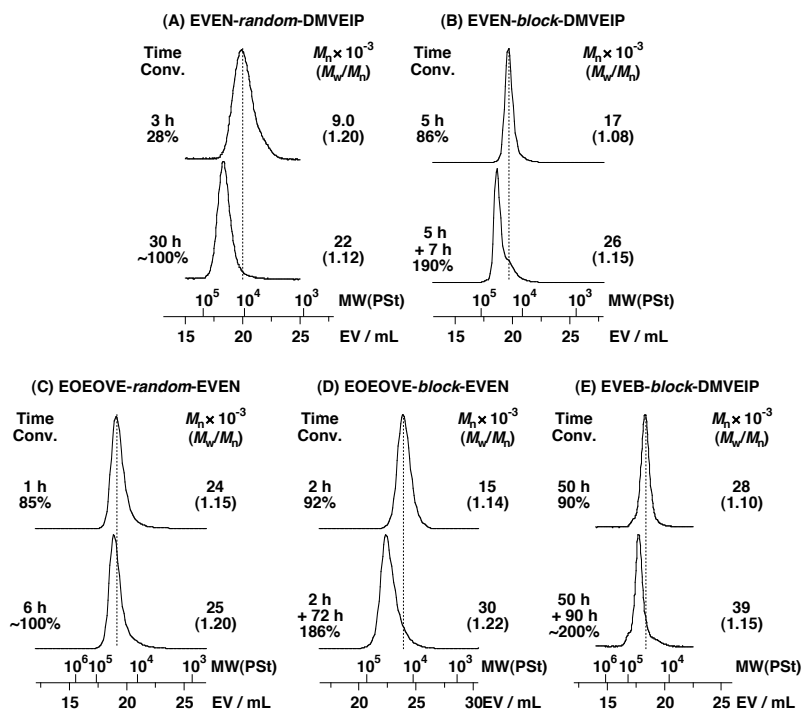 (A) EVEN-random-DMVEIP
Time
Conv.
Mn × 10-3
(Mw/Mn)
3 h
28%
9.0
(1.20)
30 h
~100%
22
(1.12)
10^5 10^4 10^3 MW(PSt)
15 20 25 EV / mL
(B) EVEN-block-DMVEIP
Time
Conv.
Mn × 10-3
(Mw/Mn)
5 h
86%
17
(1.08)
5 h
+ 7 h
190%
26
(1.15)
10^5 10^4 10^3 MW(PSt)
15 20 25 EV / mL
(C) EOEOVE-random-EVEN
Time
Conv.
Mn × 10-3
(Mw/Mn)
1 h
85%
24
(1.15)
6 h
~100%
25
(1.20)
10^6 10^5 10^4 10^3 MW(PSt)
15 20 25 EV / mL
(D) EOEOVE-block-EVEN
Time
Conv.
Mn × 10-3
(Mw/Mn)
2 h
92%
15
(1.14)
2 h
+ 72 h
186%
30
(1.22)
10^5 10^4 10^3 MW(PSt)
20 25 30 EV / mL
(E) EVEB-block-DMVEIP
Time
Conv.
Mn × 10-3
(Mw/Mn)
50 h
90%
28
(1.10)
50 h
+ 90 h
~200%
39
(1.15)
10^6 10^5 10^4 MW(PSt)
15 20 25 EV / mL